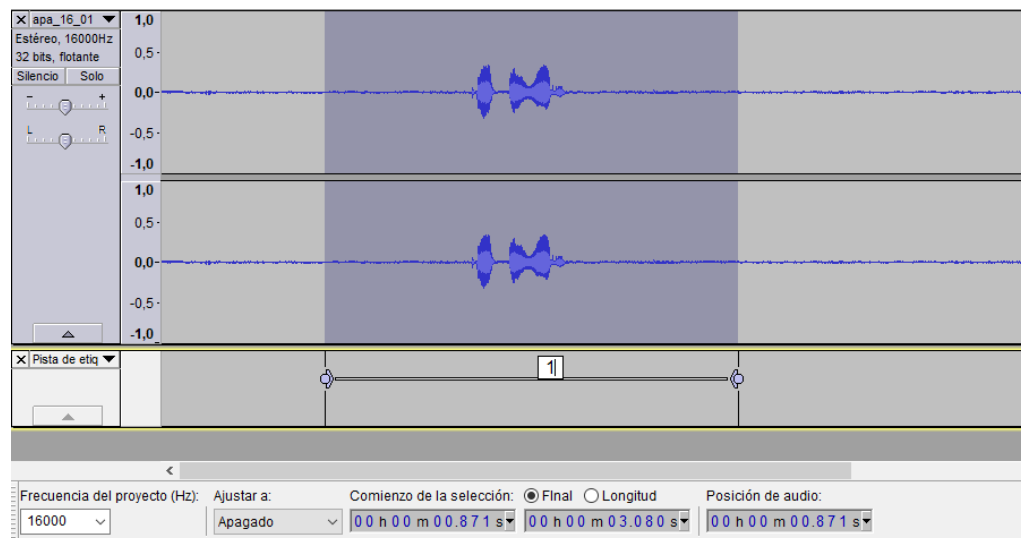 apa_16_01
Estéreo, 16000Hz
32 bits, flotante
Silencio Solo
- +
L R
1,0
0,5
0,0
-0,5
-1,0
1,0
0,5
0,0
-0,5
-1,0
Pista de etiq
1
Frecuencia del proyecto (Hz): Ajustar a: Comienzo de la selección: FInal Longitud Posición de audio:
16000 Apagado 00 h 00 m 00.871 s 00 h 00 m 03.080 s 00 h 00 m 00.871 s